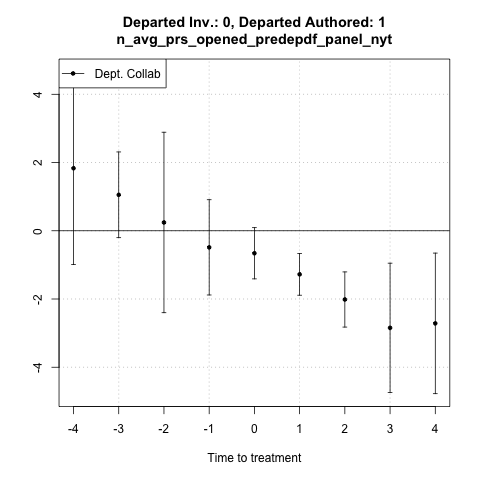 Departed Inv.: 0, Departed Authored: 1
n_avg_prs_opened_predepdf_panel_nyt
Dept. Collab
4
2
0
-2
-4
-4 -3 -2 -1 0 1 2 3 4
Time to treatment